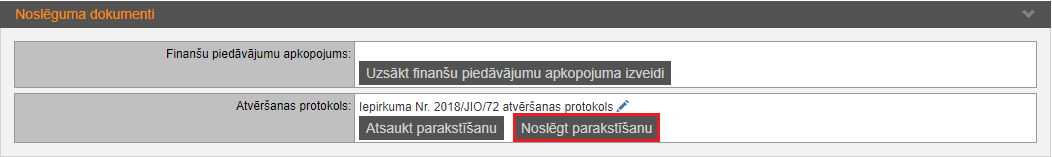 Noslēguma dokumenti
Finanšu piedāvājumu apkopojums:
Uzsākt finanšu piedāvājumu apkopojuma izveidi
Atvēršanas protokols:
Iepirkuma Nr. 2018/JIO/72 atvēršanas protokols
Atsaukt parakstīšanu
Noslēgt parakstīšanu